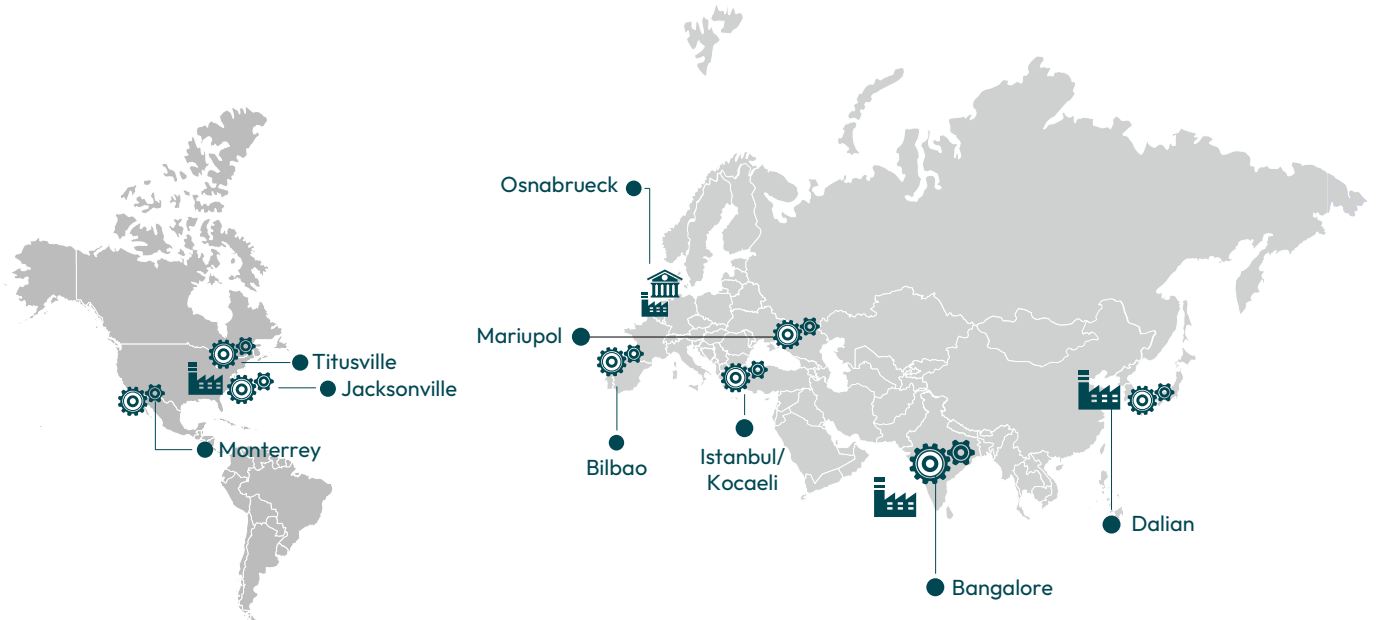 Osnabrueck
Mariupol
Titusville
Jacksonville
Monterrey
Bilbao
Istanbul/
Kocaeli
Dalian
Bangalore